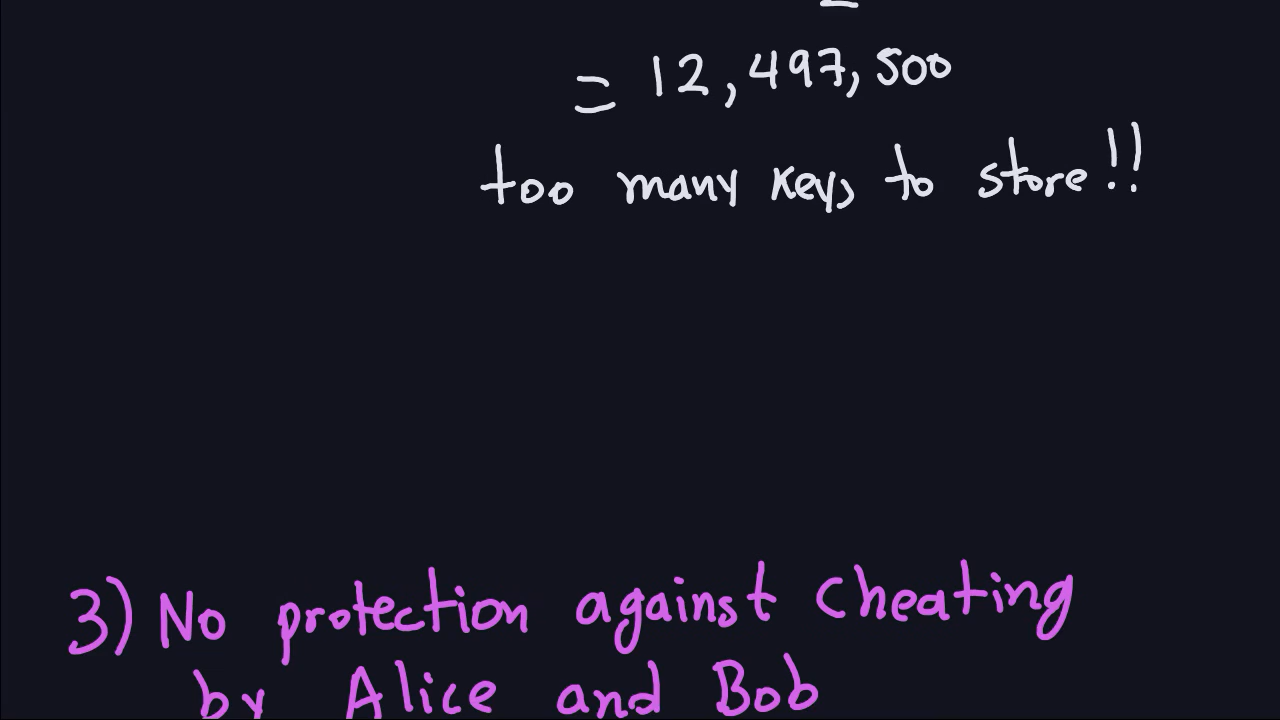 = 12,497,500
too many keys to store!!
3) No protection against cheating
by Alice and Bob